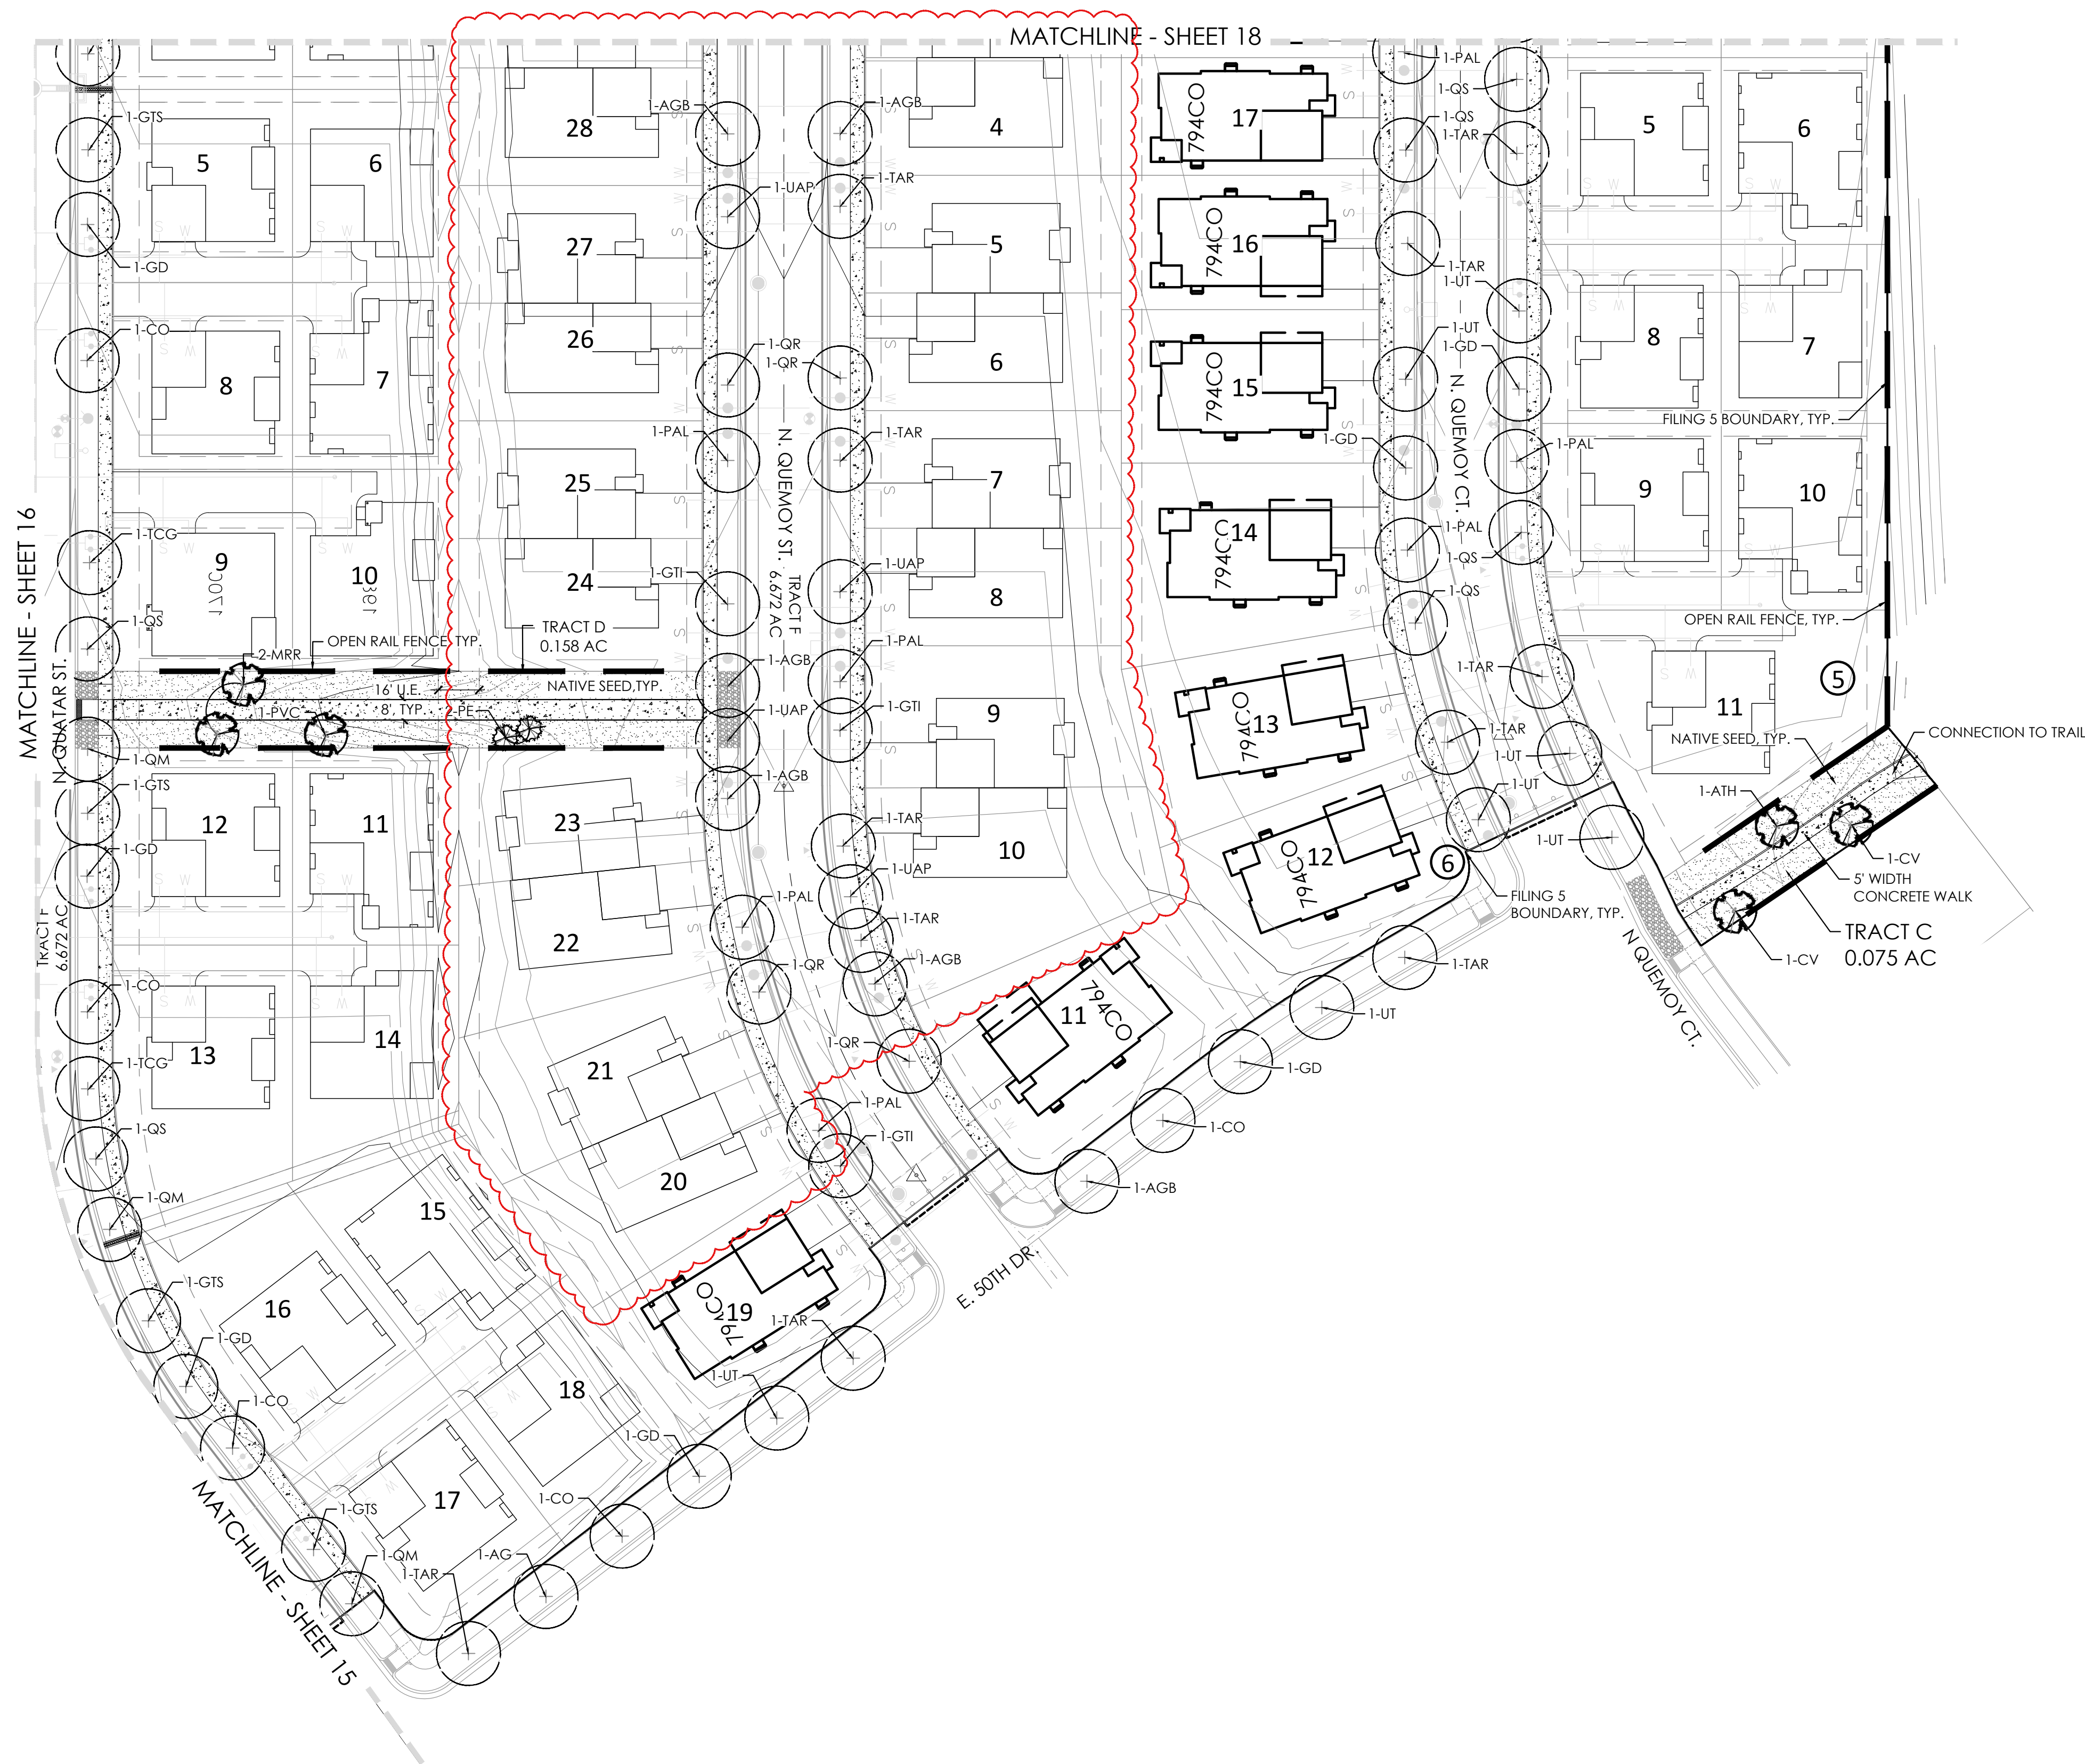 MATCHLINE - SHEET 18
MATCHLINE - SHEET 16
N. QUATAR ST.
TRACT F
6.672 AC
MATCHLINE - SHEET 15
1-GTS
1-GD
1-CO
1-TCG
1-QS
1-QM
1-GTS
1-GD
1-CO
1-TCG
1-QS
1-QM
1-GTS
1-GD
1-CO
1-GTS
1-QM
1-TAR
1-AG
1-CO
1-GD
1-UT
1-TAR
5
6
8
7
9
1700
10
1691
12
11
13
14
15
16
18
17
2-MRR
OPEN RAIL FENCE, TYP.
TRACT D
0.158 AC
16' U.E.
8', TYP.
NATIVE SEED,TYP.
1-PVC
2-PE
28
27
26
25
24
23
22
21
20
19
794CO
1-AGB
1-UAP
1-QR
1-PAL
1-GTI
1-AGB
1-UAP
1-AGB
1-PAL
1-QR
1-PAL
1-GTI
N. QUEMOY ST.
TRACT F
6.672 AC
1-AGB
1-TAR
1-QR
1-TAR
1-UAP
1-PAL
1-GTI
1-TAR
1-UAP
1-TAR
1-AGB
1-QR
4
5
6
7
8
9
10
11
794CO
E. 50TH DR.
1-AGB
1-CO
1-GD
1-UT
1-TAR
17
794CO
16
794CO
15
794CO
14
794CO
13
794CO
12
794CO
6
FILING 5
BOUNDARY, TYP.
1-PAL
1-QS
1-QS
1-TAR
1-TAR
1-UT
1-UT
1-GD
1-GD
1-PAL
1-PAL
1-QS
1-QS
1-TAR
1-TAR
1-UT
1-UT
1-UT
N. QUEMOY CT.
N QUEMOY CT.
5
6
8
7
FILING 5 BOUNDARY, TYP.
9
10
OPEN RAIL FENCE, TYP.
11
5
NATIVE SEED, TYP.
CONNECTION TO TRAIL
1-ATH
1-CV
5' WIDTH
CONCRETE WALK
TRACT C
0.075 AC
1-CV